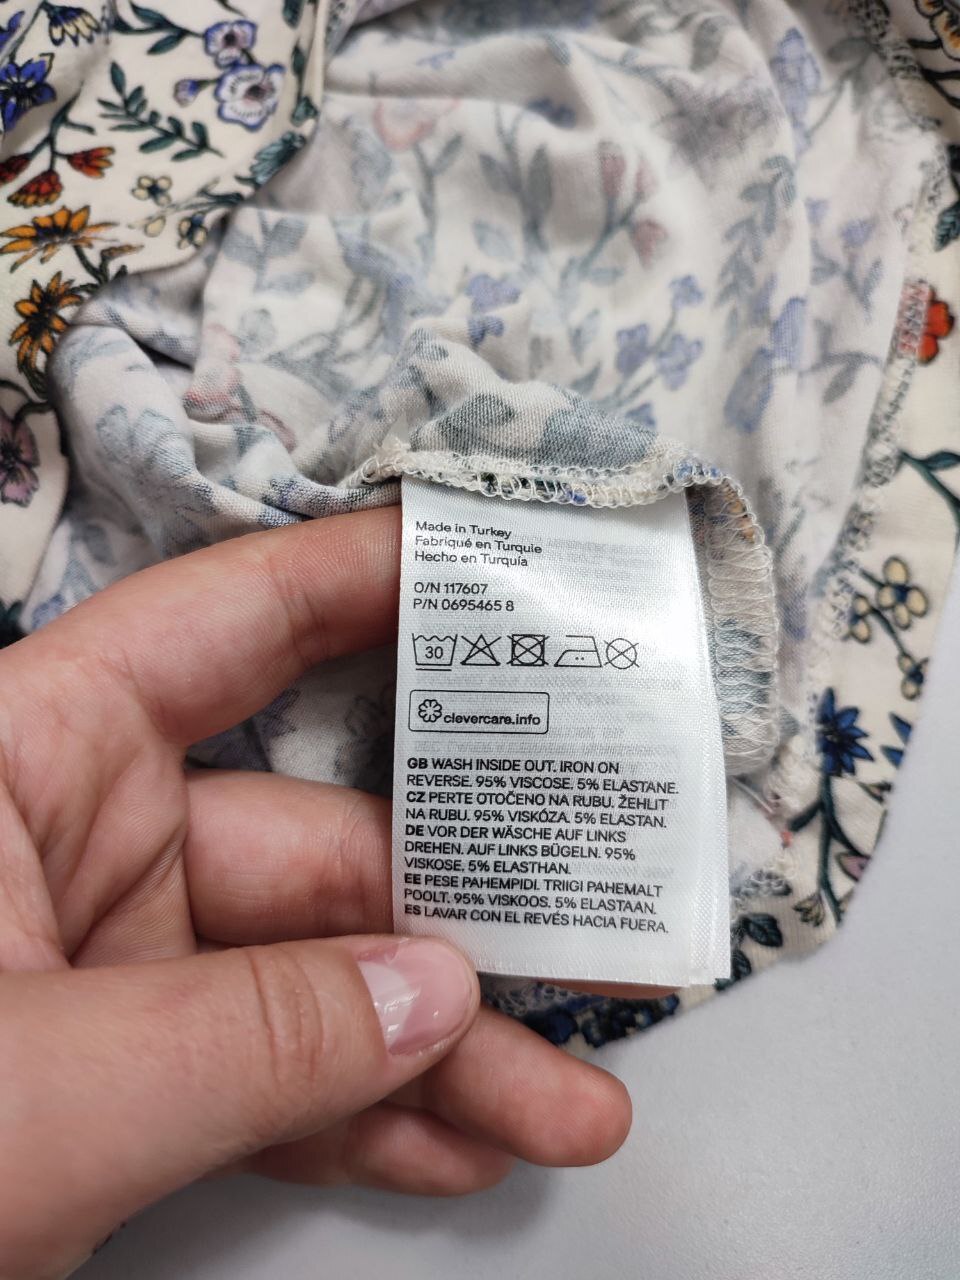 Made in Turkey
Fabriqué en Turquie
Hecho en Turquía
O/N 117607
P/N 0695465 8
30
clevercare.info
GB WASH INSIDE OUT. IRON ON
REVERSE. 95% VISCOSE. 5% ELASTANE.
CZ PERTE OTOČENO NA RUBU. ŽEHLIT
NA RUBU. 95% VISKÓZA. 5% ELASTAN.
DE VOR DER WÄSCHE AUF LINKS
DREHEN. AUF LINKS BÜGELN. 95%
VISKOSE, 5% ELASTHAN.
EE PESE PAHEMPIDI. TRIIGI PAHEMALT
POOLT. 95% VISKOOS. 5% ELASTAAN.
ES LAVAR CON EL REVÉS HACIA FUERA.